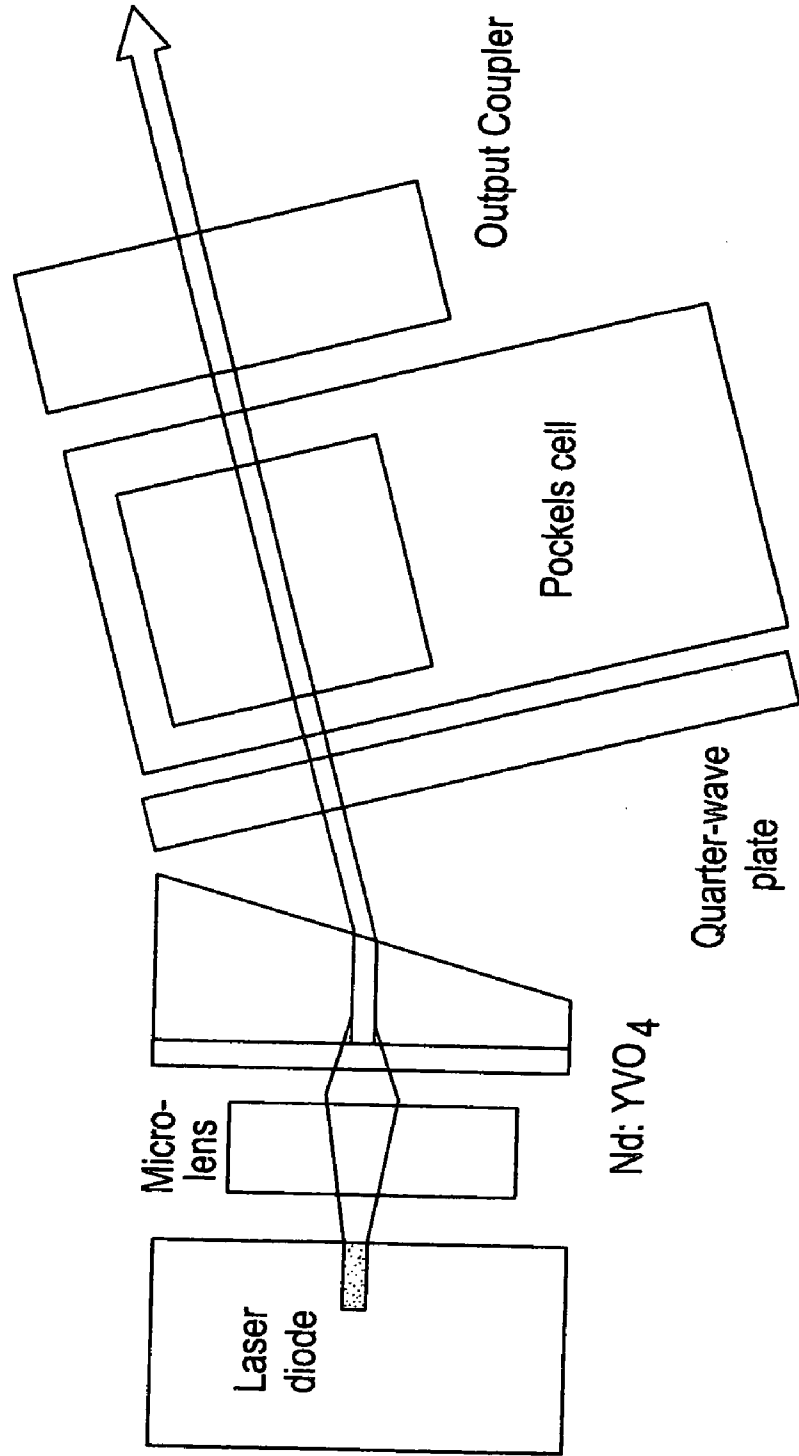 Laser
diode
Micro-
lens
Nd: YVO4
Quarter-wave
plate
Pockels cell
Output Coupler